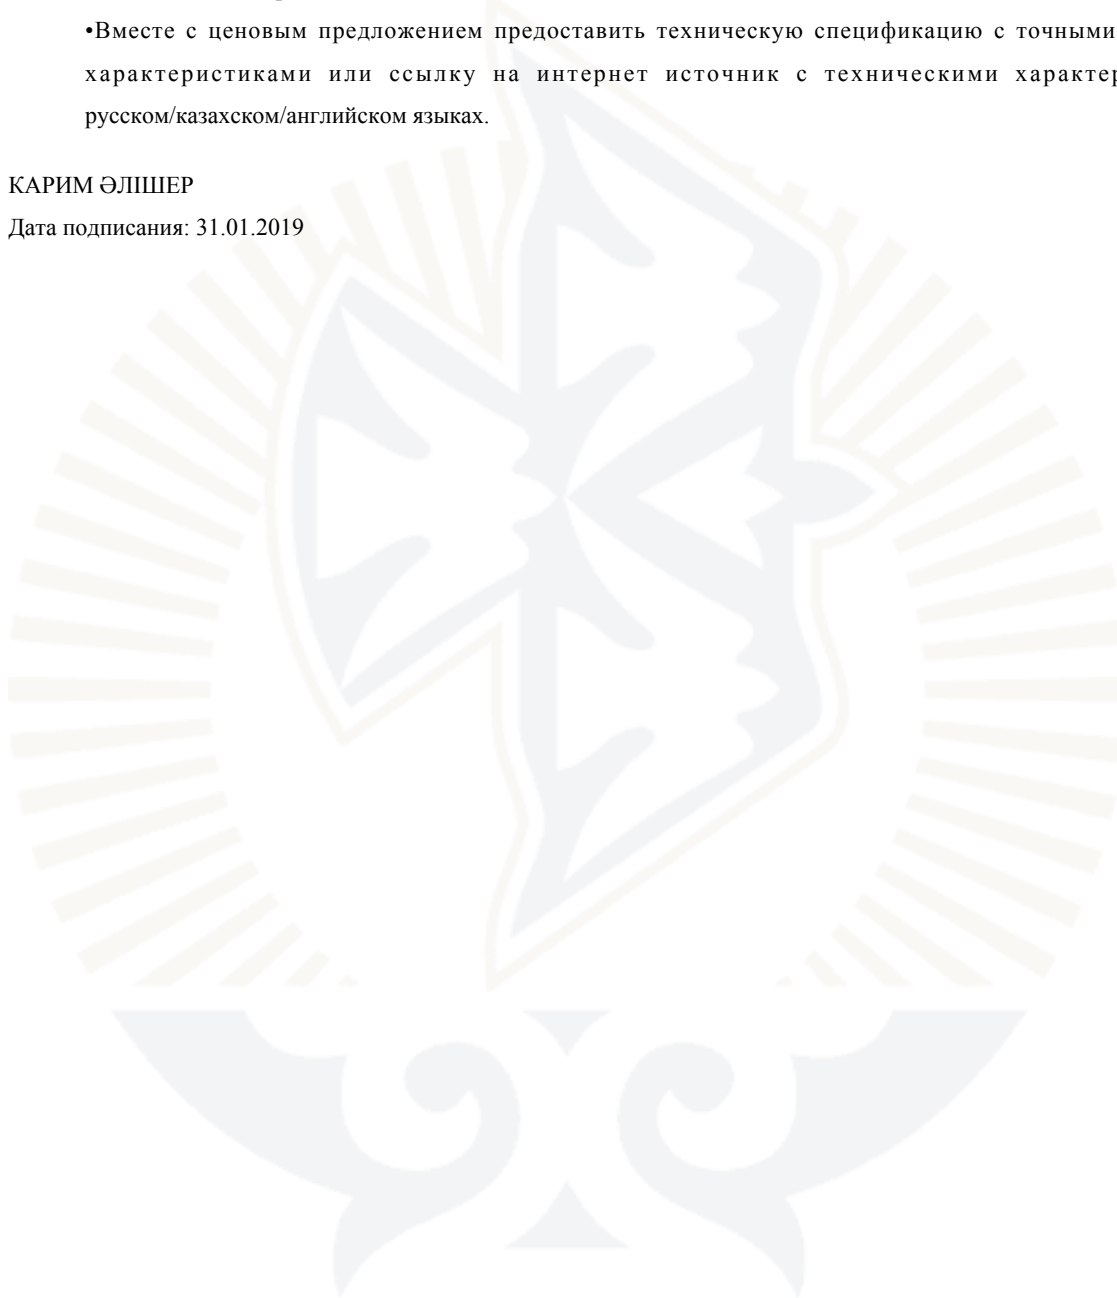 •Вместе с ценовым предложением предоставить техническую спецификацию с точными
характеристиками или ссылку на интернет источник с техническими
русском/казахском/английском языках.
КАРИМ ӘЛІШЕР
Дата подписания: 31.01.2019